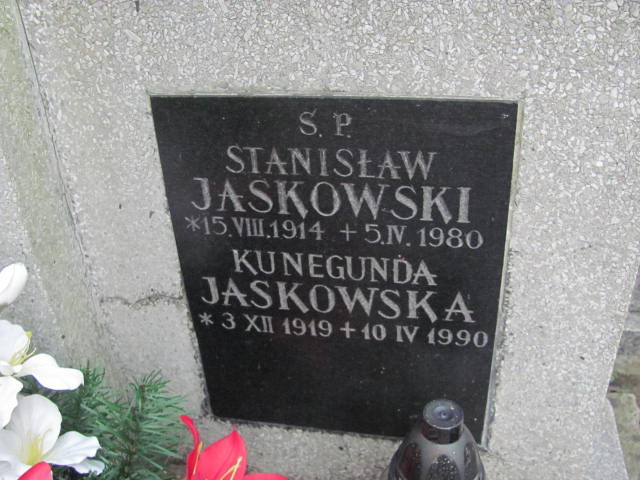 Ś. P.
STANISŁAW
JASKOWSKI
*15.VIII.1914 + 5.IV.1980
KUNEGUNDA
JASKOWSKA
* 3 XII 1919 + 10 IV 1990